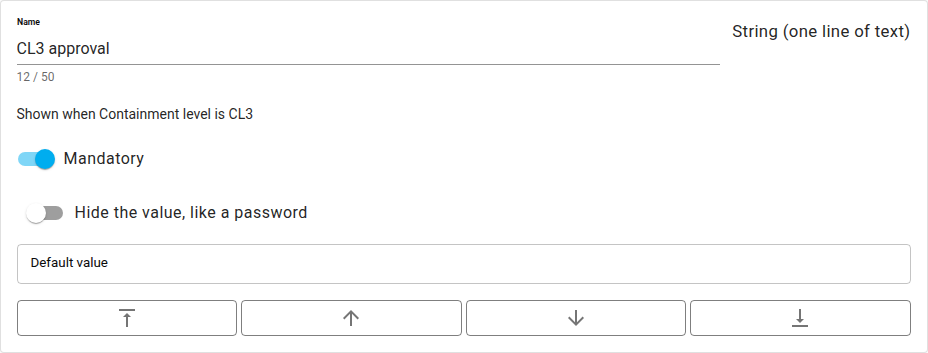 Name
CL3 approval
String (one line of text)
12 / 50
Shown when Containment level is CL3
Mandatory
Hide the value, like a password
Default value